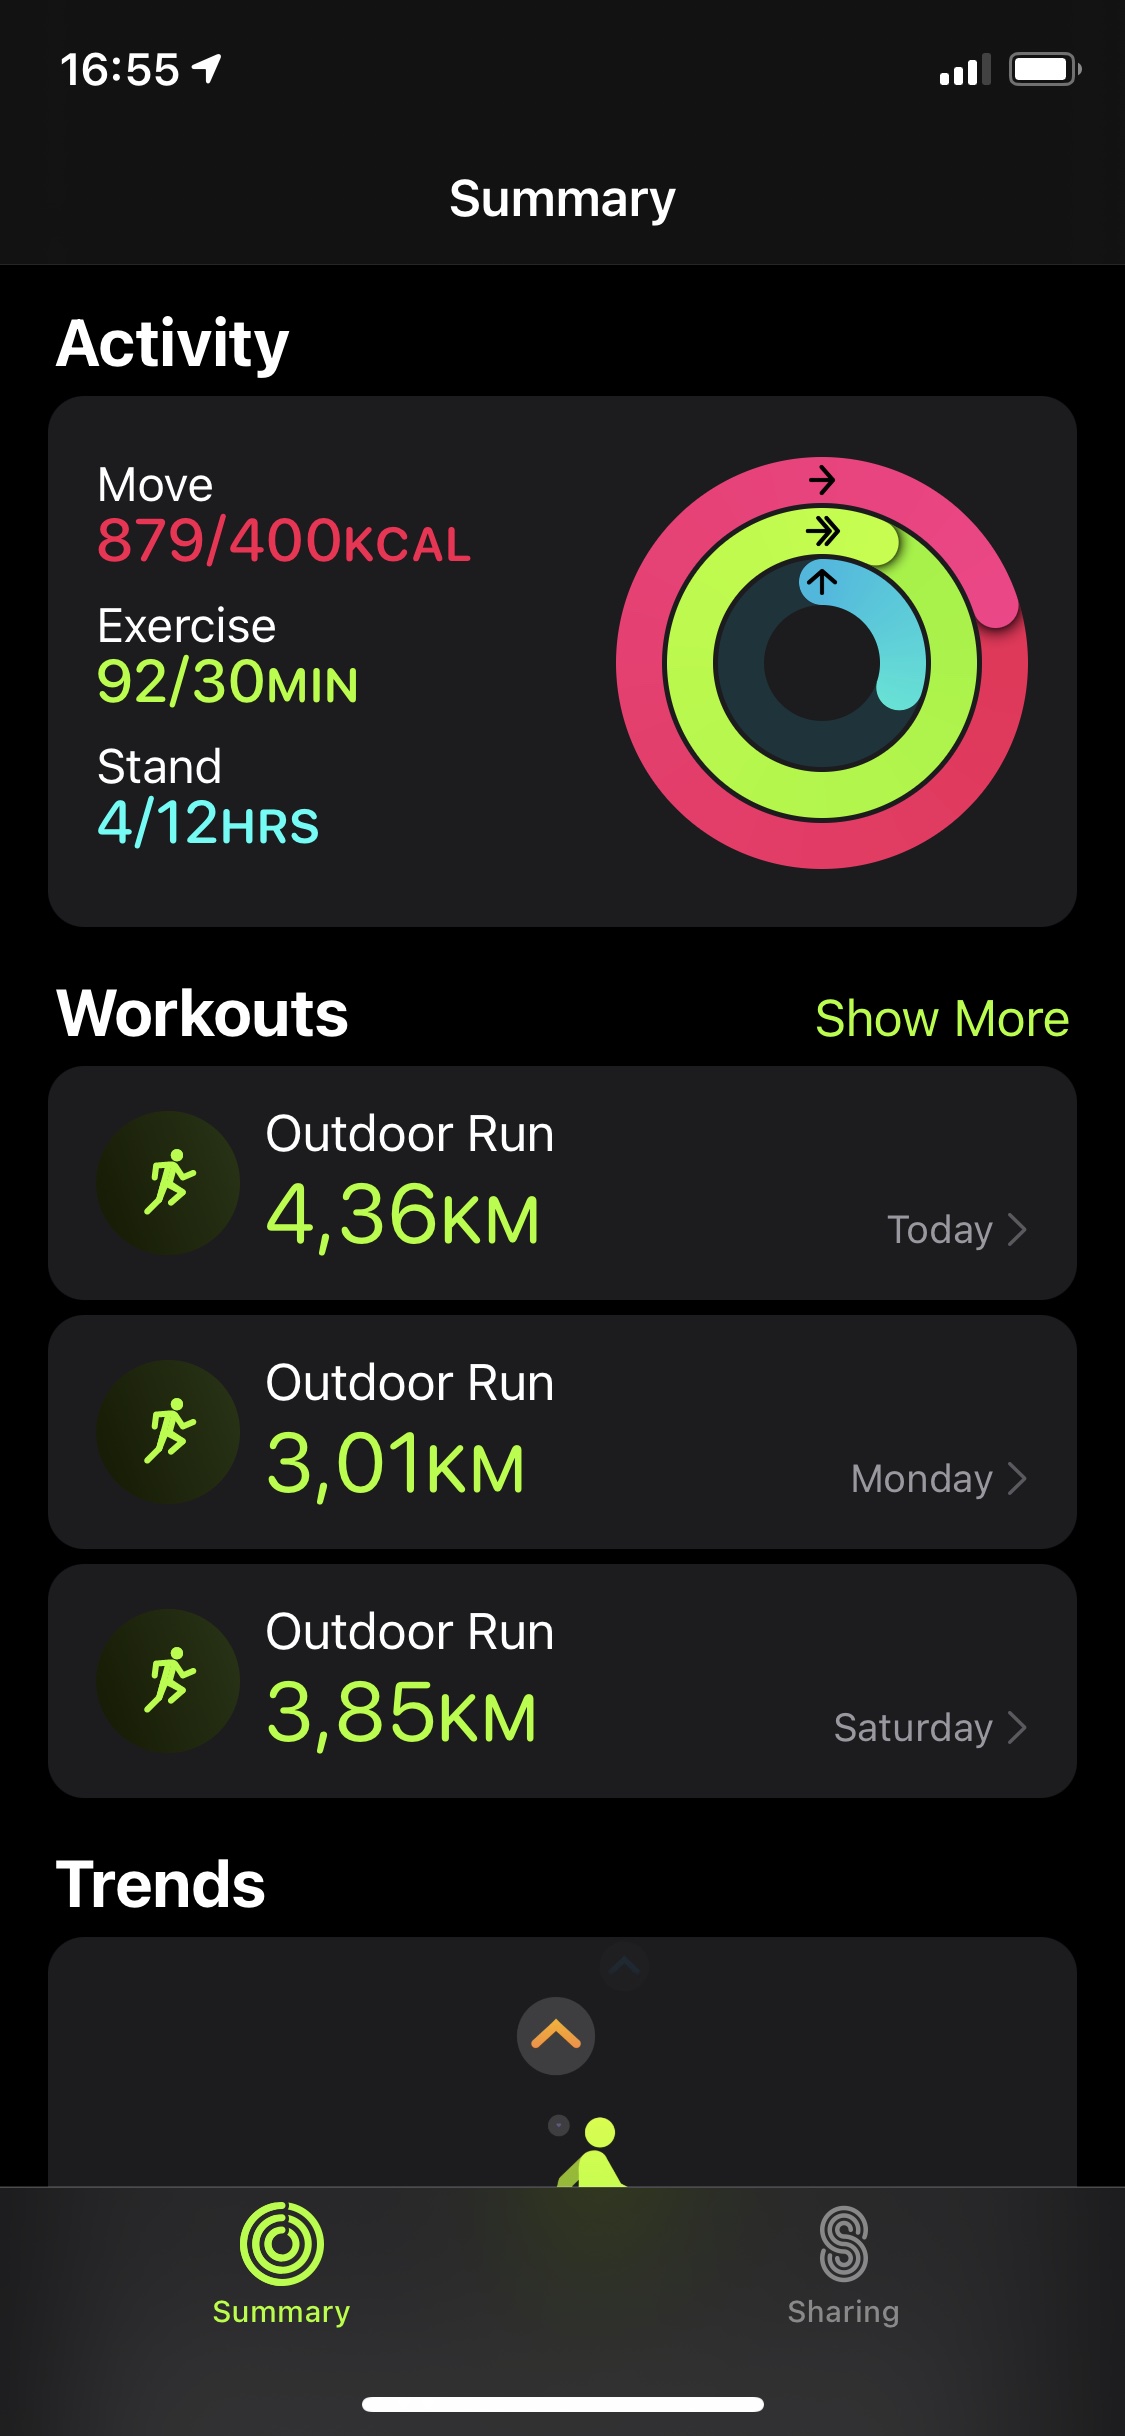 16:55
Summary
Activity
Move
879/400KCAL
Exercise
92/30MIN
Stand
4/12HRS
Workouts
Show More
Outdoor Run
4,36KM
Today
Outdoor Run
3,01KM
Monday
Outdoor Run
3,85KM
Saturday
Trends
Summary
Sharing